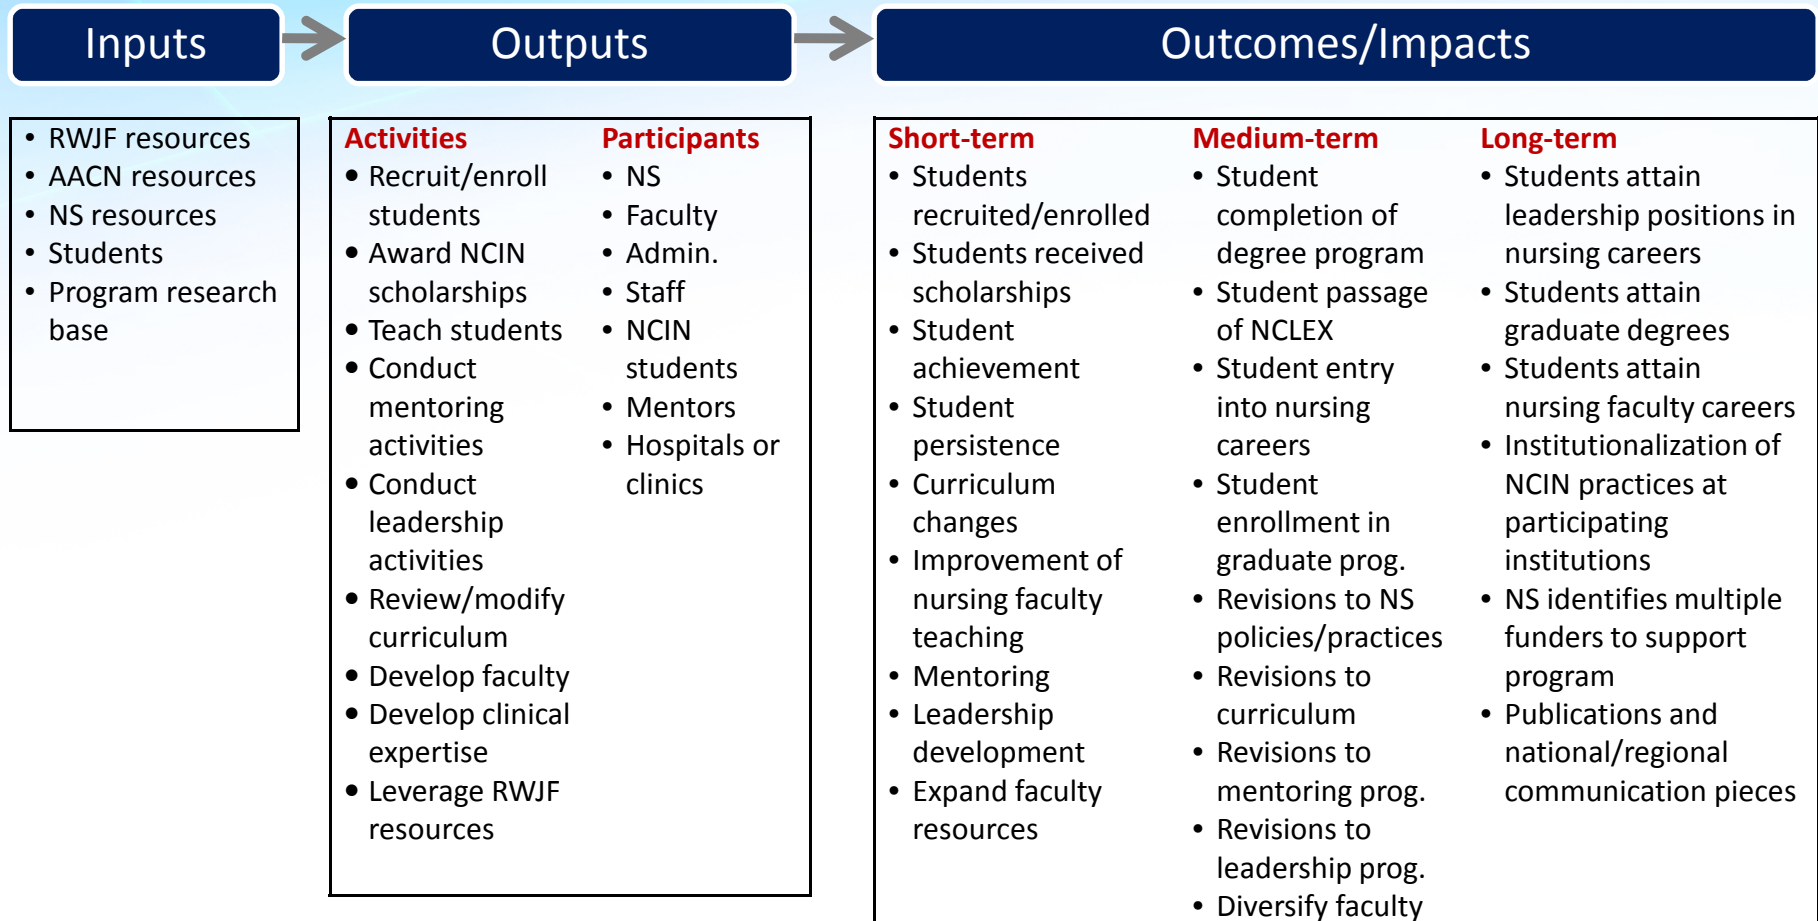 Inputs
Outputs
Outcomes/Impacts
• RWJF resources
• AACN resources
• NS resources
• Students
• Program research
base
Activities
• Recruit/enroll
students
• Award NCIN
scholarships
• Teach students
• Conduct
mentoring
activities
• Conduct
leadership
activities
• Review/modify
curriculum
• Develop faculty
• Develop clinical
expertise
• Leverage RWJF
resources
Participants
• NS
• Faculty
• Admin.
• Staff
• NCIN
students
• Mentors
• Hospitals or
clinics
Short-term
• Students
recruited/enrolled
• Students received
scholarships
• Student
achievement
• Student
persistence
• Curriculum
changes
• Improvement of
nursing faculty
teaching
• Mentoring
• Leadership
development
• Expand faculty
resources
Medium-term
• Student
completion of
degree program
• Student passage
of NCLEX
• Student entry
into nursing
careers
• Student
enrollment in
graduate prog.
• Revisions to NS
policies/practices
• Revisions to
curriculum
• Revisions to
mentoring prog.
• Revisions to
leadership prog.
• Diversify faculty
Long-term
• Students attain
leadership positions in
nursing careers
• Students attain
graduate degrees
• Students attain
nursing faculty careers
• Institutionalization of
NCIN practices at
participating
institutions
• NS identifies multiple
funders to support
program
• Publications and
national/regional
communication pieces